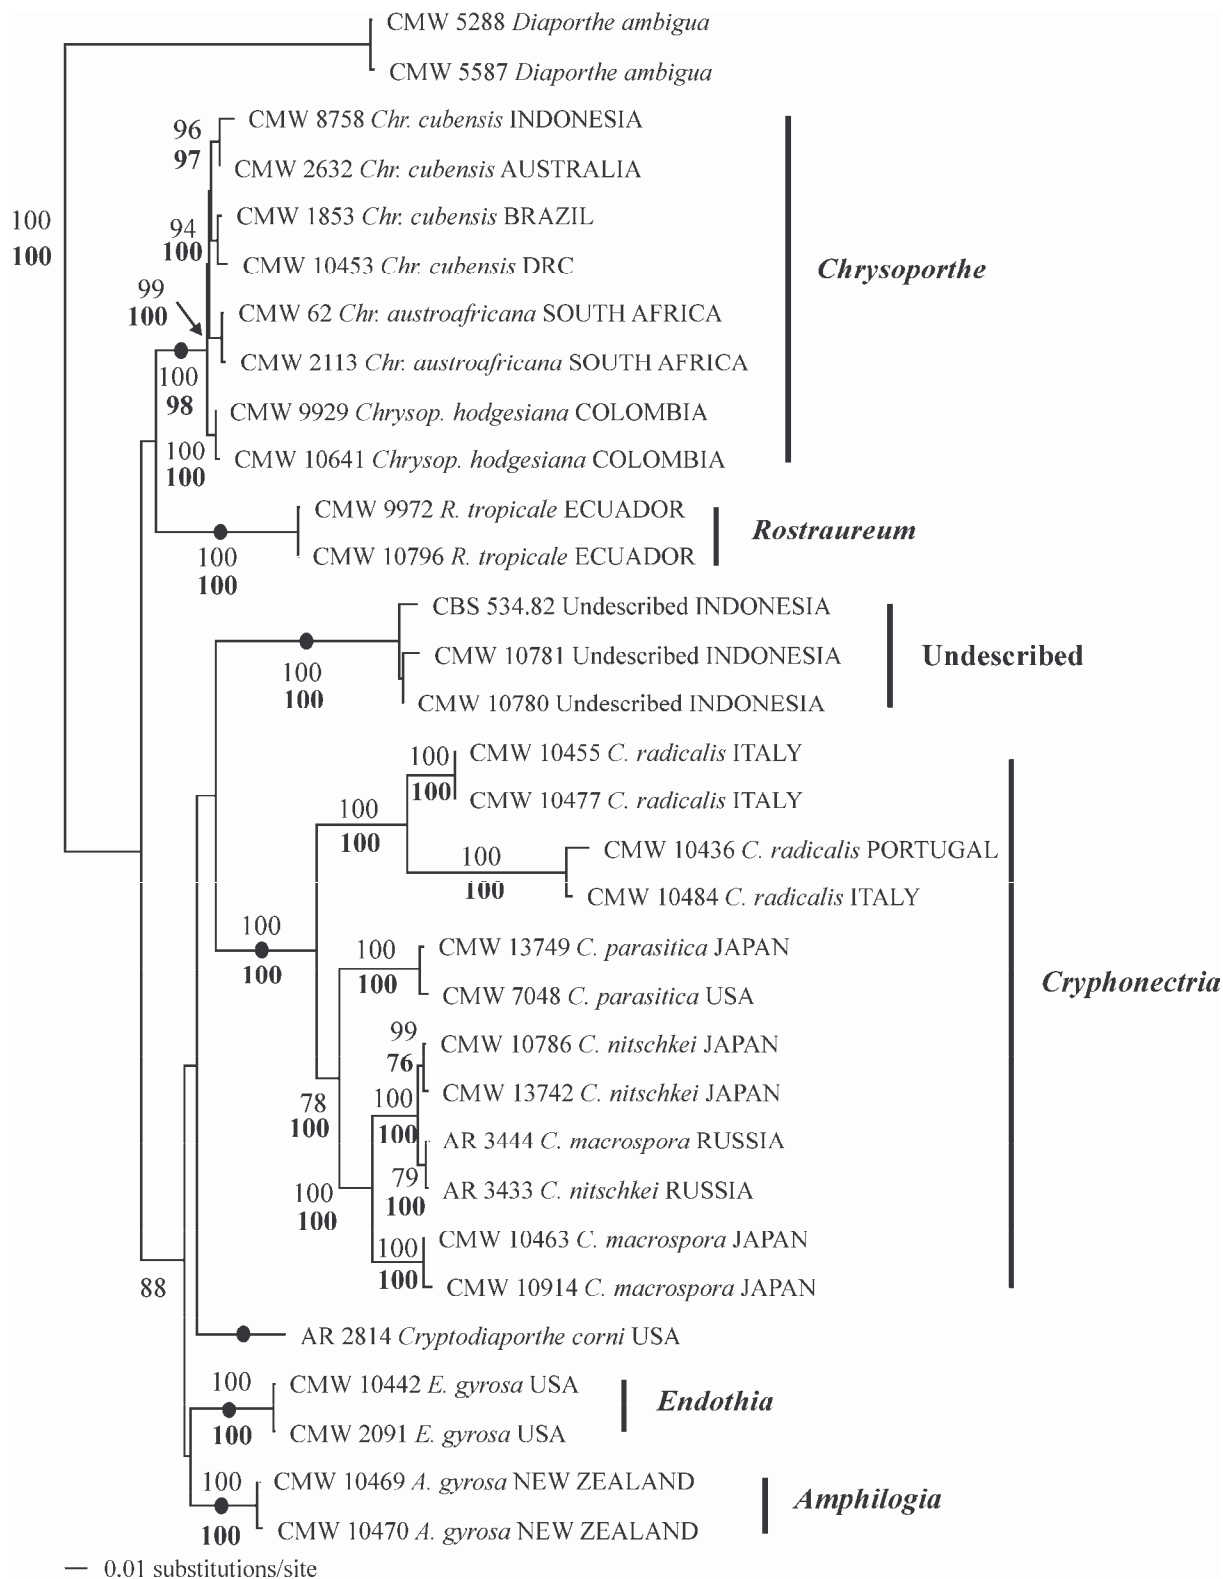 CMW 5288 Diaporthe ambigua
CMW 5587 Diaporthe ambigua
CMW 8758 Chr. cubensis INDONESIA
96
97
CMW 2632 Chr. cubensis AUSTRALIA
100
100
CMW 1853 Chr. cubensis BRAZIL
94
100
CMW 10453 Chr. cubensis DRC
Chrysoporthe
99
100
CMW 62 Chr. austroafricana SOUTH AFRICA
CMW 2113 Chr. austroafricana SOUTH AFRICA
100
98
CMW 9929 Chrysop. hodgesiana COLOMBIA
100
100
CMW 10641 Chrysop. hodgesiana COLOMBIA
CMW 9972 R. tropicale ECUADOR
Rostraureum
100
100
CMW 10796 R. tropicale ECUADOR
CBS 534.82 Undescribed INDONESIA
CMW 10781 Undescribed INDONESIA
Undescribed
100
100
CMW 10780 Undescribed INDONESIA
CMW 10455 C. radicalis ITALY
100
100
CMW 10477 C. radicalis ITALY
100
100
CMW 10436 C. radicalis PORTUGAL
100
100
CMW 10484 C. radicalis ITALY
100
100
CMW 13749 C. parasitica JAPAN
100
100
CMW 7048 C. parasitica USA
Cryphonectria
99
76
CMW 10786 C. nitschkei JAPAN
CMW 13742 C. nitschkei JAPAN
78
100
100
100
AR 3444 C. macrospora RUSSIA
79
100
AR 3433 C. nitschkei RUSSIA
100
100
CMW 10463 C. macrospora JAPAN
100
100
CMW 10914 C. macrospora JAPAN
88
AR 2814 Cryptodiaporthe corni USA
100
100
CMW 10442 E. gyrosa USA
Endothia
CMW 2091 E. gyrosa USA
100
100
CMW 10469 A. gyrosa NEW ZEALAND
Amphilogia
CMW 10470 A. gyrosa NEW ZEALAND
0.01 substitutions/site